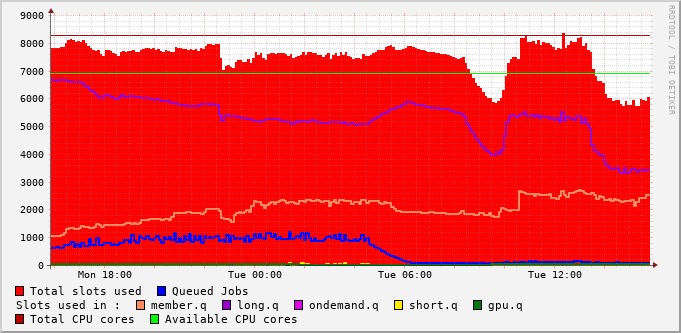 9000
8000
7000
6000
5000
4000
3000
2000
1000
0
Mon 18:00 Tue 00:00 Tue 06:00 Tue 12:00
RRDTOOL / TOBI OETIKER
Total slots used Queued Jobs
Slots used in : member.q long.q ondemand.q short.q gpu.q
Total CPU cores Available CPU cores